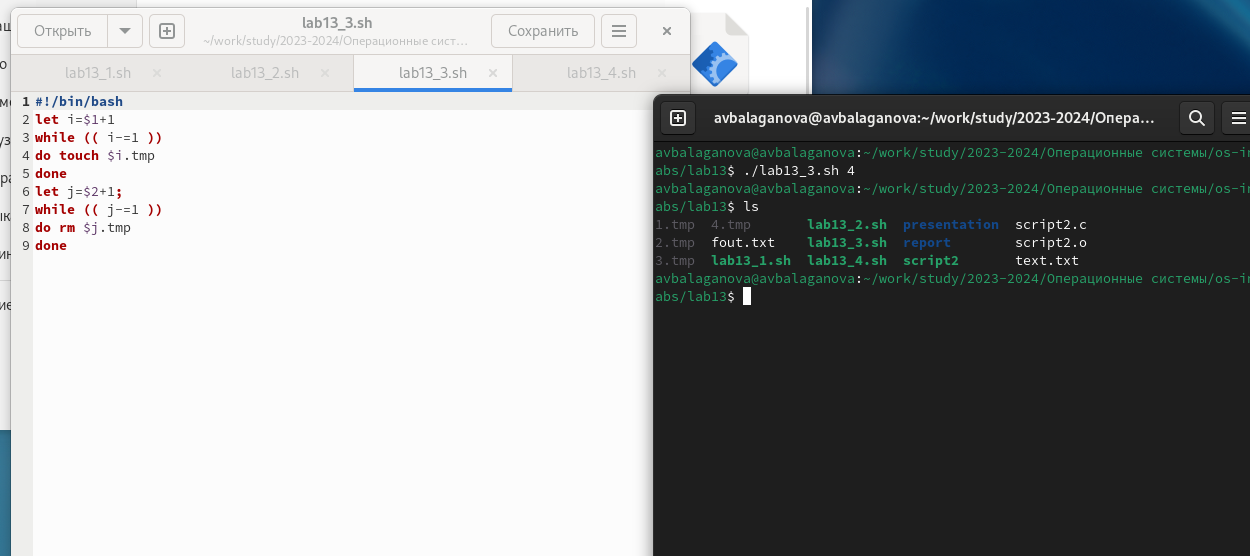 Открыть
lab13_3.sh
~/work/study/2023-2024/Операционные сист...
Сохранить
lab13_1.sh
lab13_2.sh
lab13_3.sh
lab13_4.sh
1 #!/bin/bash
2 let i=$1+1
3 while (( i-=1 ))
4 do touch $i.tmp
5 done
6 let j=$2+1;
7 while (( j-=1 ))
8 do rm $j.tmp
9 done
avbalaganova@avbalaganova:~/work/study/2023-2024/Опера...
avbalaganova@avbalaganova:~/work/study/2023-2024/Операционные системы/os-in
abs/lab13$ ./lab13_3.sh 4
avbalaganova@avbalaganova:~/work/study/2023-2024/Операционные системы/os-in
abs/lab13$ ls
1.tmp 4.tmp lab13_2.sh presentation script2.c
2.tmp fout.txt lab13_3.sh report script2.o
3.tmp lab13_1.sh lab13_4.sh script2 text.txt
avbalaganova@avbalaganova:~/work/study/2023-2024/Операционные системы/os-in
abs/lab13$